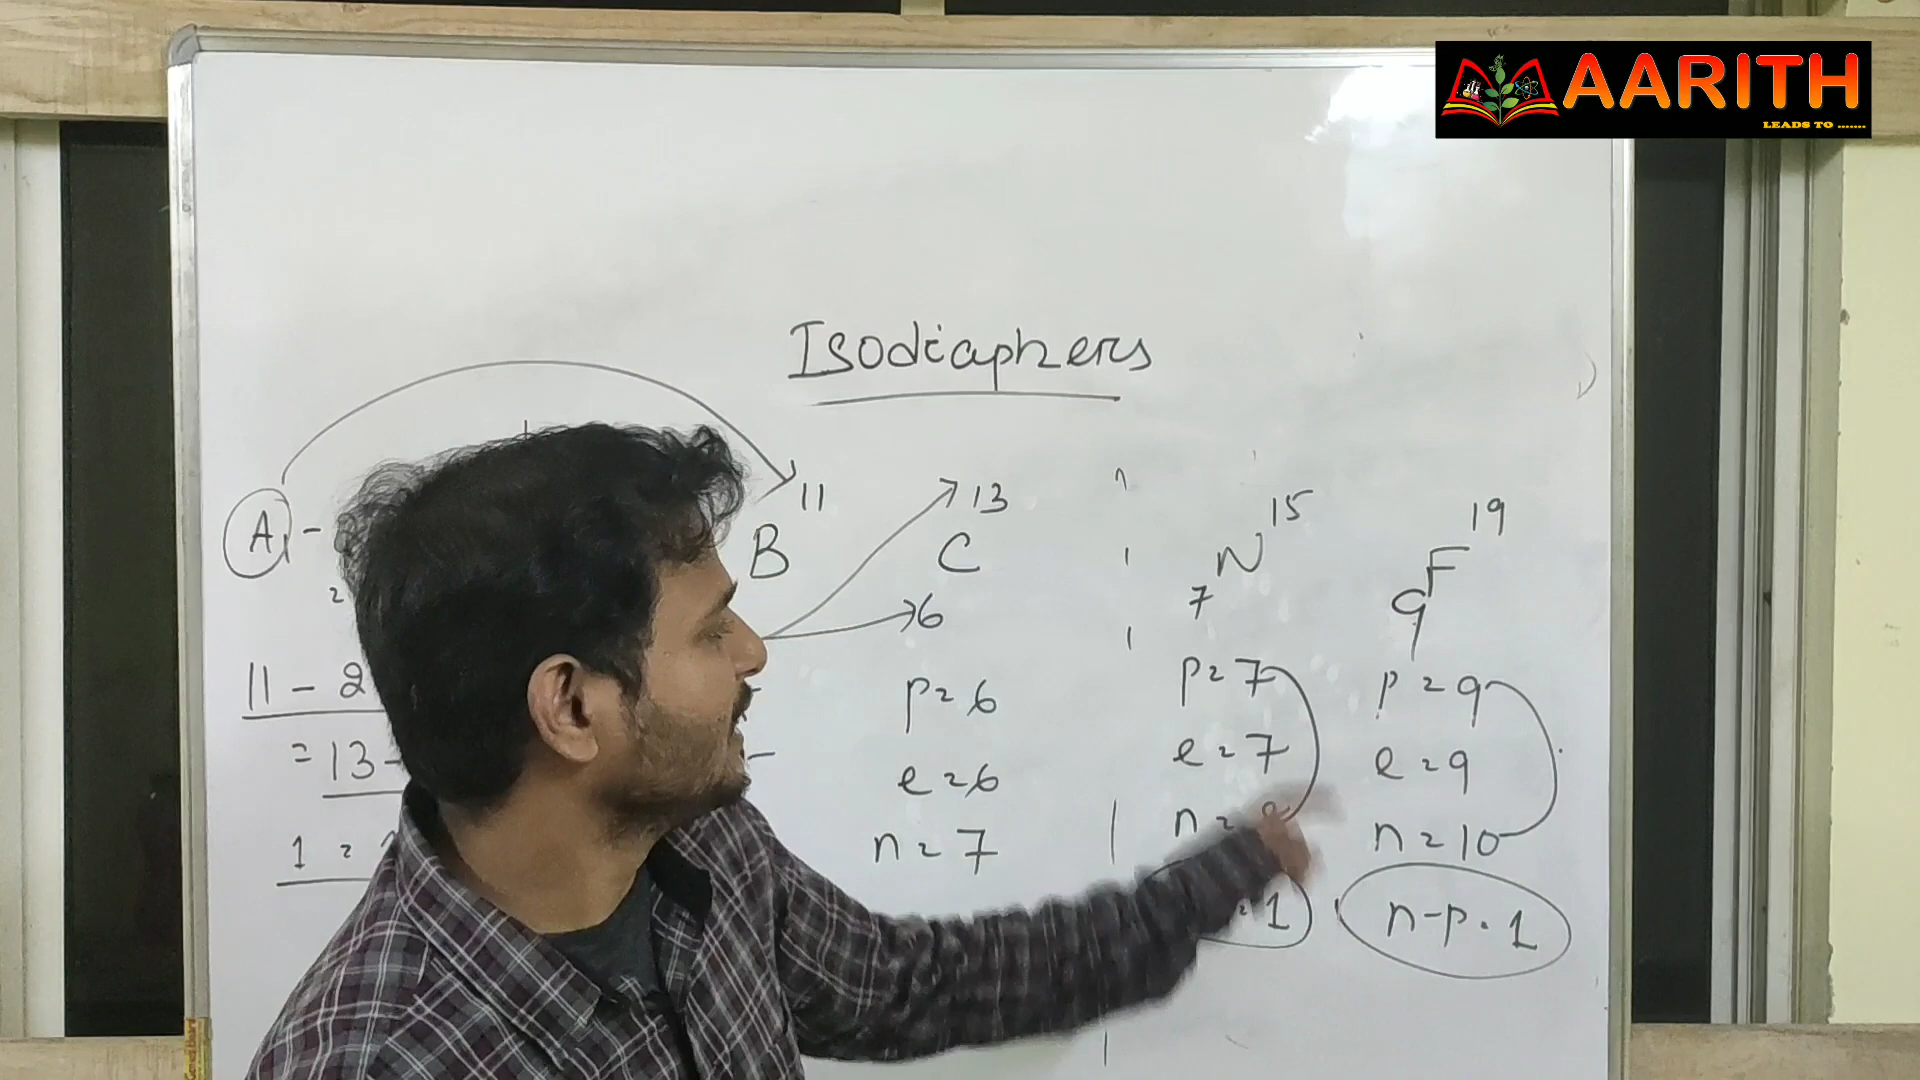 AARITH
LEADS TO .......
Isodiaphers
A -
11
B
13
C
6
15
N
7
19
F
9
11 - 2
= 13 -
1 =
p = 6
e = 6
n = 7
p = 7
e = 7
n =
1
p = 9
e = 9
n = 10
n - p = 1